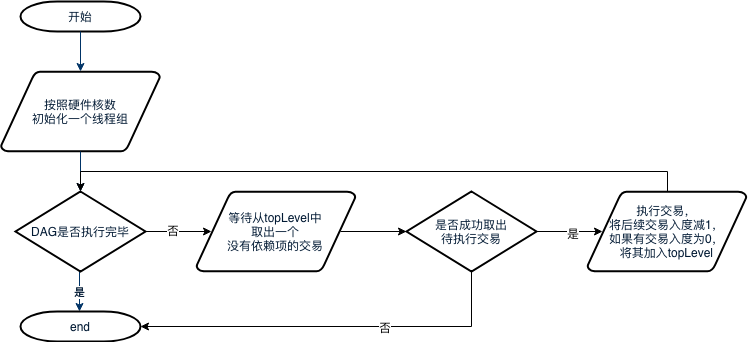 开始
按照硬件核数
初始化一个线程组
DAG是否执行完毕
否
等待从topLevel中
取出一个
没有依赖项的交易
是否成功取出
待执行交易
是
执行交易，
将后续交易入度减1，
如果有交易入度为0，
将其加入topLevel
是
end
否